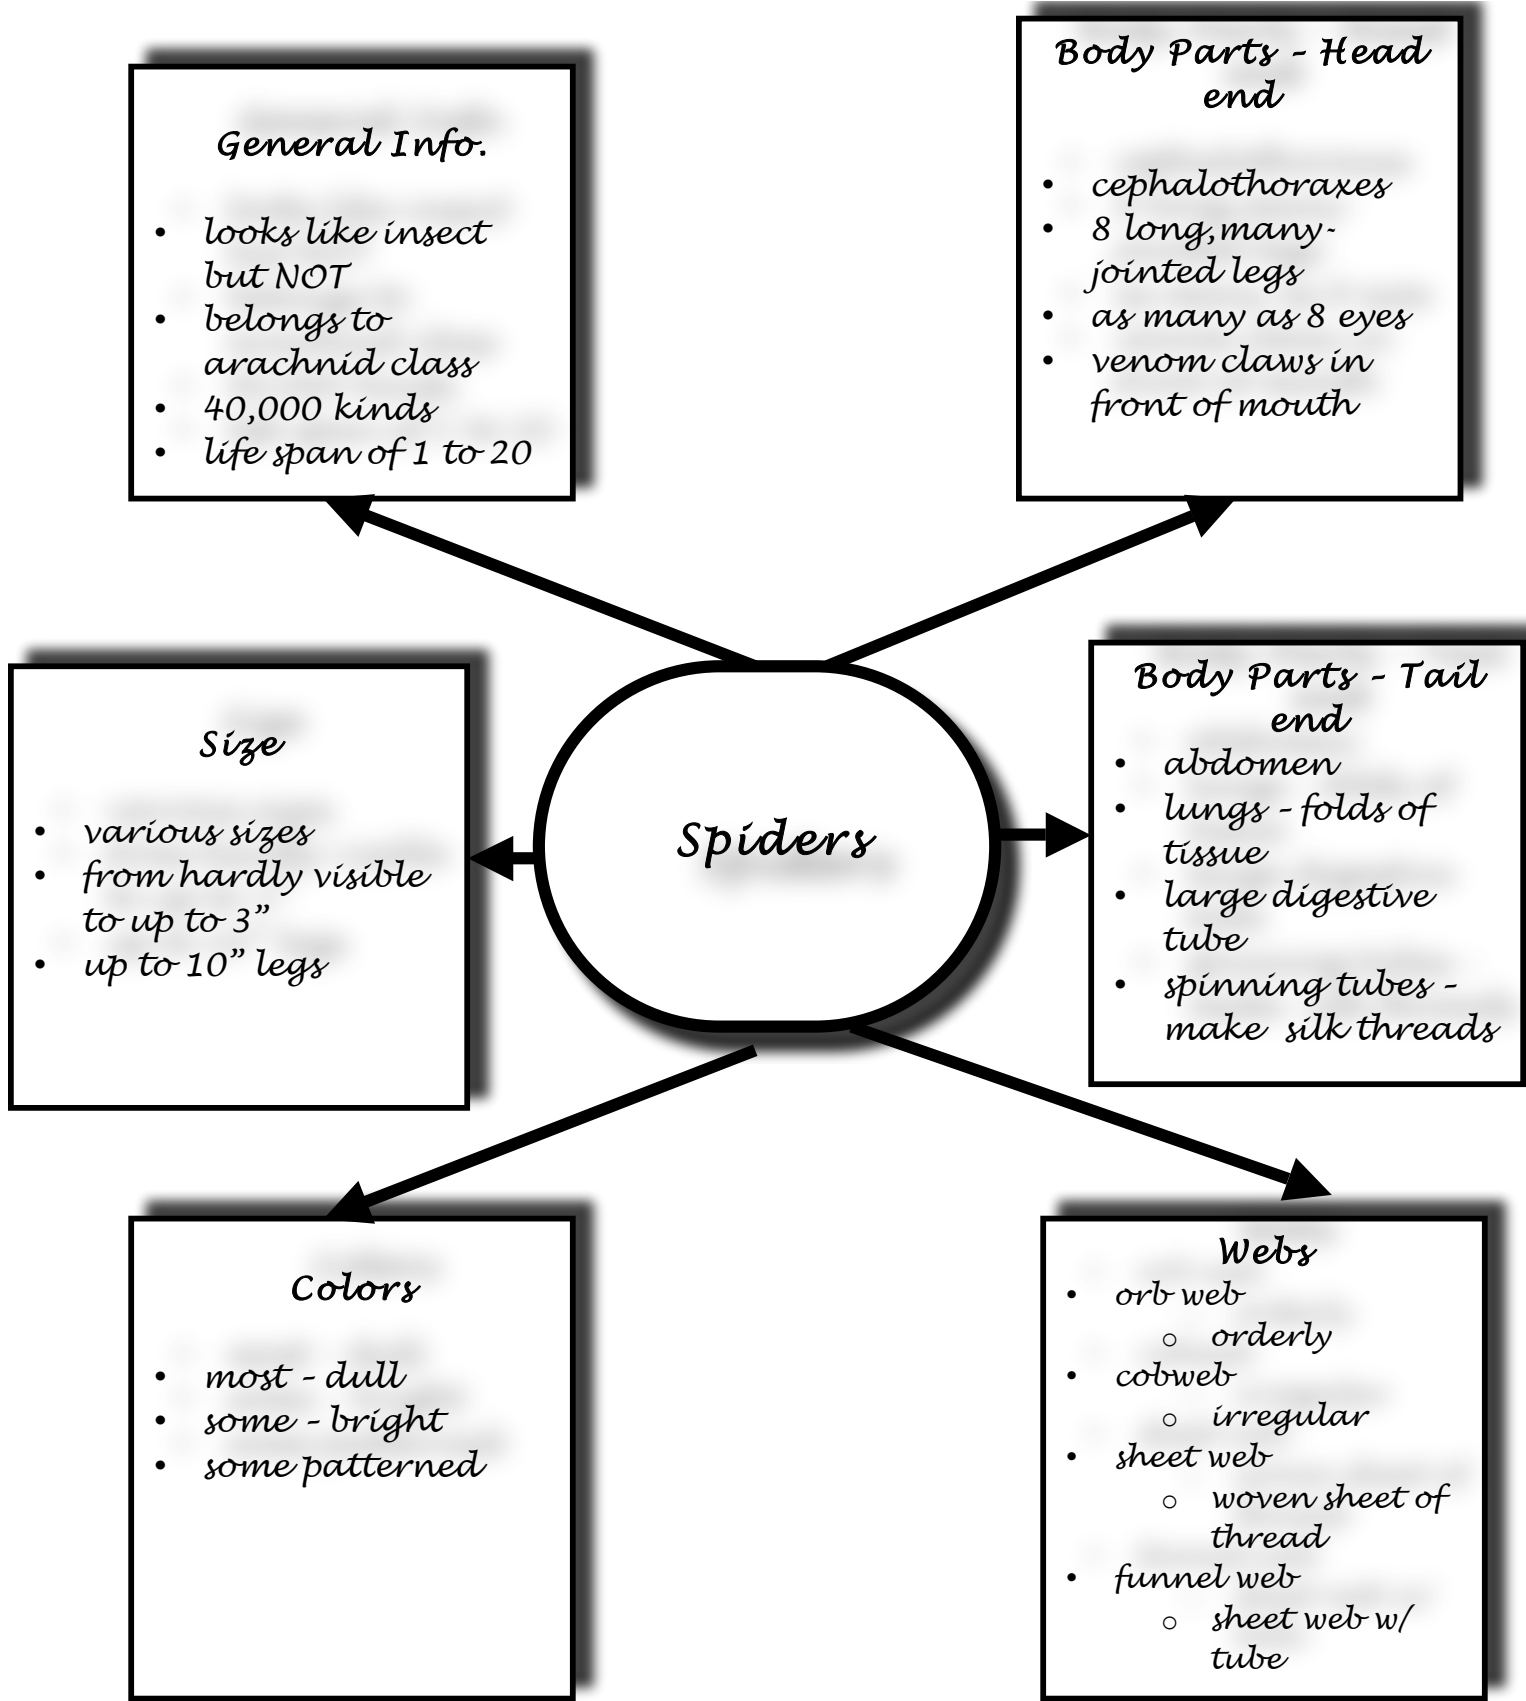 General Info.
• looks like insect
but NOT
• belongs to
arachnid class
• 40,000 kinds
• life span of 1 to 20
Body Parts – Head
end
• cephalothoraxes
• 8 long,many-
jointed legs
• as many as 8 eyes
• venom claws in
front of mouth
Size
• various sizes
• from hardly visible
to up to 3”
• up to 10” legs
Spiders
Body Parts – Tail
end
• abdomen
• lungs – folds of
tissue
• large digestive
tube
• spinning tubes –
make silk threads
Colors
• most – dull
• some – bright
• some patterned
Webs
• orb web
o orderly
• cobweb
o irregular
• sheet web
o woven sheet of
thread
• funnel web
o sheet web w/
tube